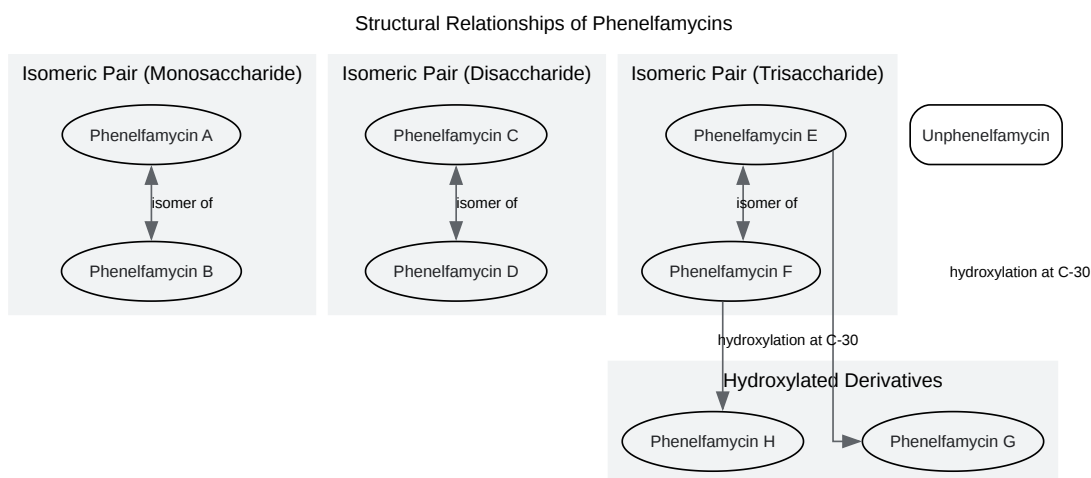 Structural Relationships of Phenelfamycins
Isomeric Pair (Monosaccharide)
Isomeric Pair (Disaccharide)
Isomeric Pair (Trisaccharide)
Phenelfamycin A
Phenelfamycin C
Phenelfamycin E
Unphenelfamycin
isomer of
isomer of
isomer of
Phenelfamycin B
Phenelfamycin D
Phenelfamycin F
hydroxylation at C-30
hydroxylation at C-30
Hydroxylated Derivatives
Phenelfamycin H
Phenelfamycin G